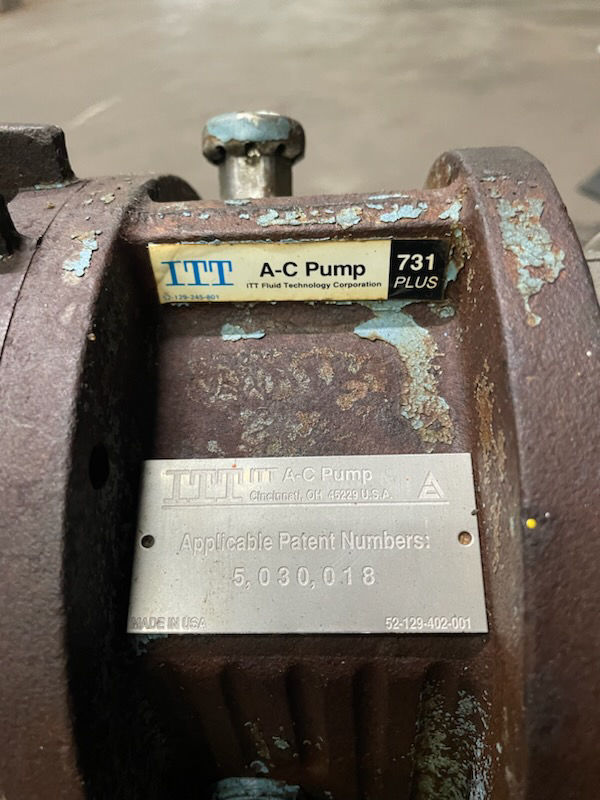 ITT A-C Pump 731
ITT Fluid Technology Corporation PLUS
52-129-245-801
ITT ITT A-C Pump
Cincinnati, OH 45229 U.S.A.
Applicable Patent Numbers:
5,030,018
MADE IN USA 52-129-402-001